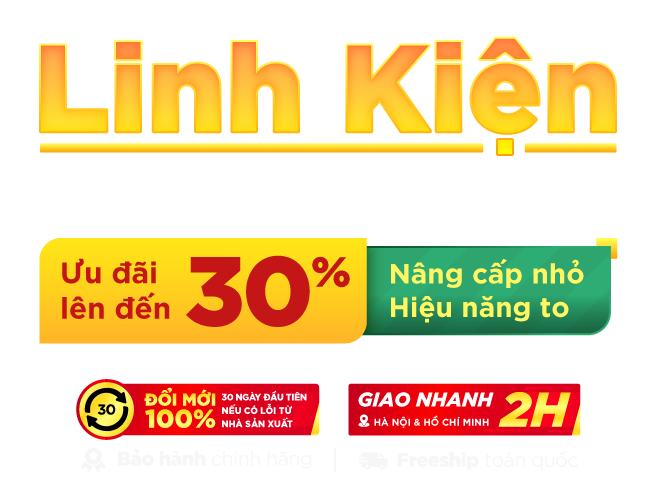 Linh Kiện
Ưu đãi
lên đến
30%
Nâng cấp nhỏ
Hiệu năng to
30
ĐỔI MỚI
100%
30 NGÀY ĐẦU TIÊN
NẾU CÓ LỖI TỪ
NHÀ SẢN XUẤT
GIAO NHANH
HÀ NỘI & HỒ CHÍ MINH
2H
Bảo hành chính hãng
Freeship toàn quốc